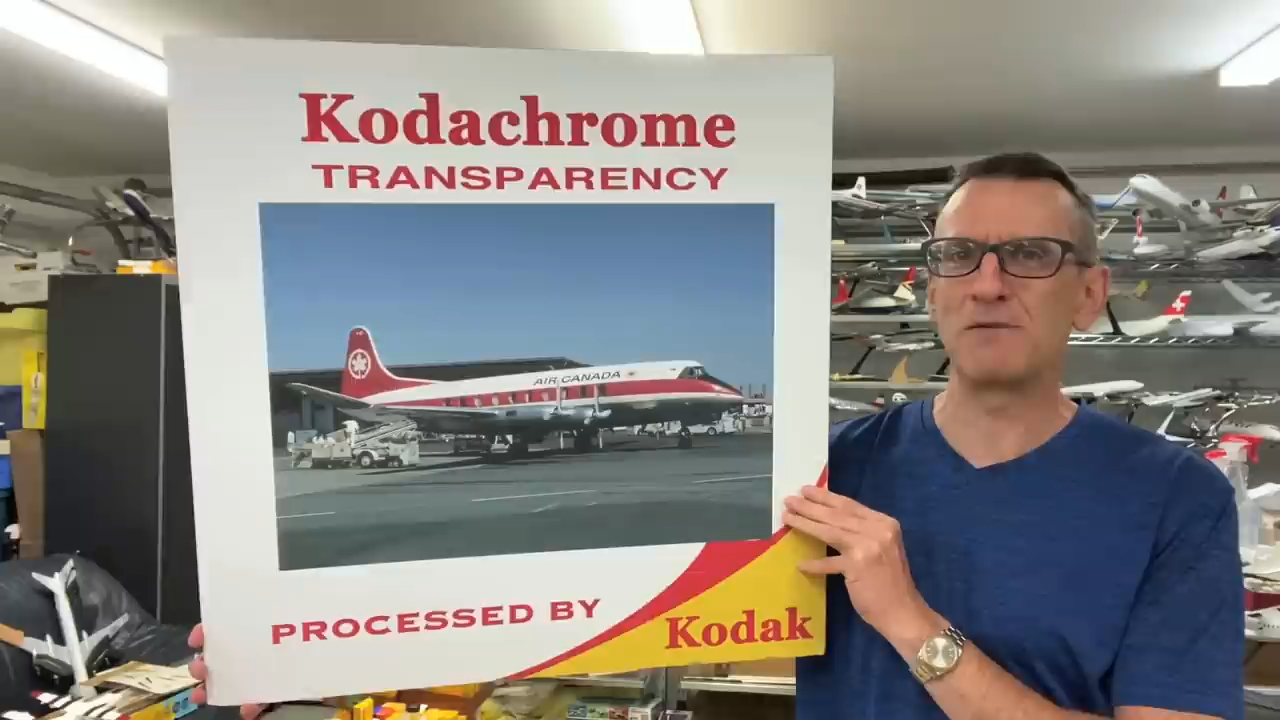 Kodachrome
TRANSPARENCY
AIR CANADA
PROCESSED BY
Kodak